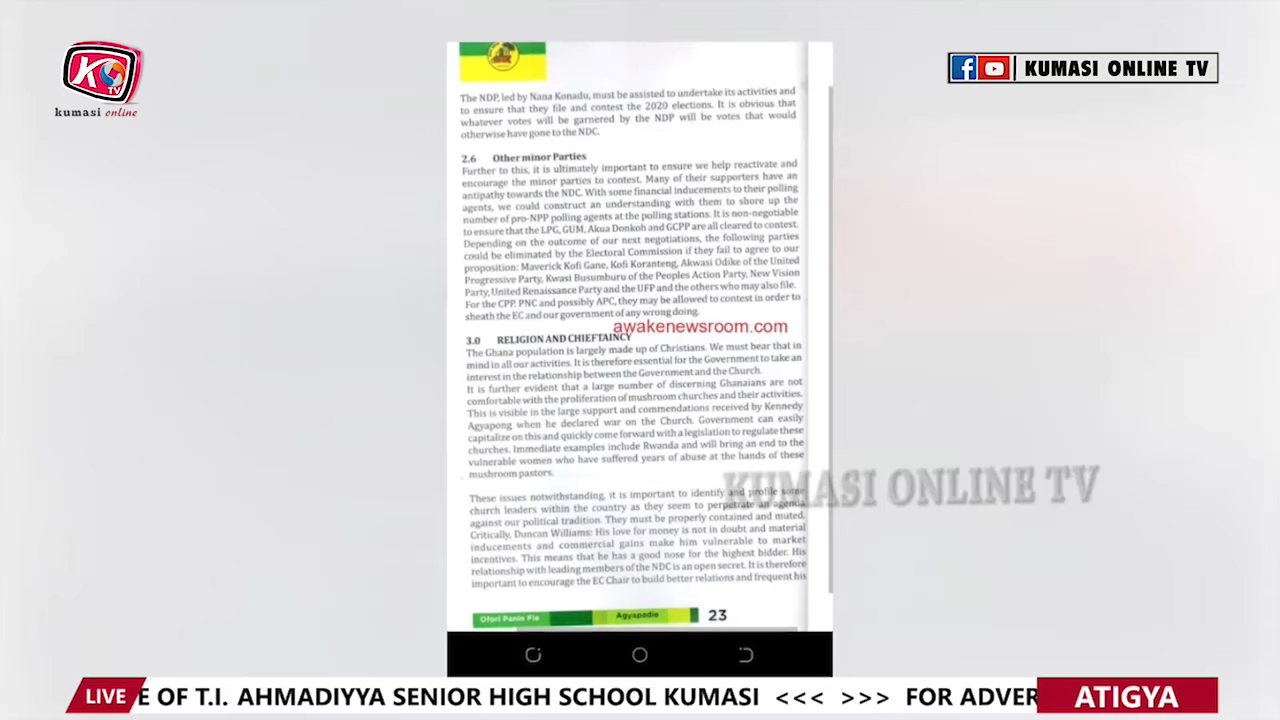 KTV
kumasi online
KUMASI ONLINE TV
The NDP, led by Nana Konadu, must be assisted to undertake its activities and
to ensure that they file and contest the 2020 elections. It is obvious that
whatever votes will be garnered by the NDP will be votes that would
otherwise have gone to the NDC.
2.6 Other minor Parties
Further to this, it is ultimately important to ensure we help reactivate and
encourage the minor parties to contest. Many of their supporters have an
antipathy towards the NDC. With some financial inducements to their polling
agents, we could construct an understanding with them to shore up the
number of pro-NPP polling agents at the polling stations. It is non-negotiable
to ensure that the LPG, GUM, Akua Donkoh and GCPP are all cleared to contest.
Depending on the outcome of our next negotiations, the following parties
could be eliminated by the Electoral Commission if they fail to agree to our
proposition: Maverick Kofi Gane, Kofi Koranteng, Akwasi Odike of the United
Progressive Party, Kwasi Busumburu of the Peoples Action Party, New Vision
Party, United Renaissance Party and the UFP and the others who may also file.
For the CPP, PNC and possibly APC, they may be allowed to contest in order to
sheath the EC and our government of any wrong doing.
awakenewsroom.com
3.0 RELIGION AND CHIEFTAINCY
The Ghana population is largely made up of Christians. We must bear that in
mind in all our activities. It is therefore essential for the Government to take an
interest in the relationship between the Government and the Church.
It is further evident that a large number of discerning Ghanaians are not
comfortable with the proliferation of mushroom churches and their activities.
This is visible in the large support and commendations received by Kennedy
Agyapong when he declared war on the Church. Government can easily
capitalize on this and quickly come forward with a legislation to regulate these
churches. Immediate examples include Rwanda and will bring an end to the
vulnerable women who have suffered years of abuse at the hands of these
mushroom pastors.
KUMASI ONLINE TV
These issues notwithstanding, it is important to identify and profile some
church leaders within the country as they seem to perpetrate an agenda
against our political tradition. They must be properly contained and muted.
Critically, Duncan Williams: His love for money is not in doubt and material
inducements and commercial gains make him vulnerable to market
incentives. This means that he has a good nose for the highest bidder. His
relationship with leading members of the NDC is an open secret. It is therefore
important to encourage the EC Chair to build better relations and frequent his
Ofori Panin Fie Agyapadie 23
LIVE E OF T.I. AHMADIYYA SENIOR HIGH SCHOOL KUMASI <<< >>> FOR ADVER ATIGYA